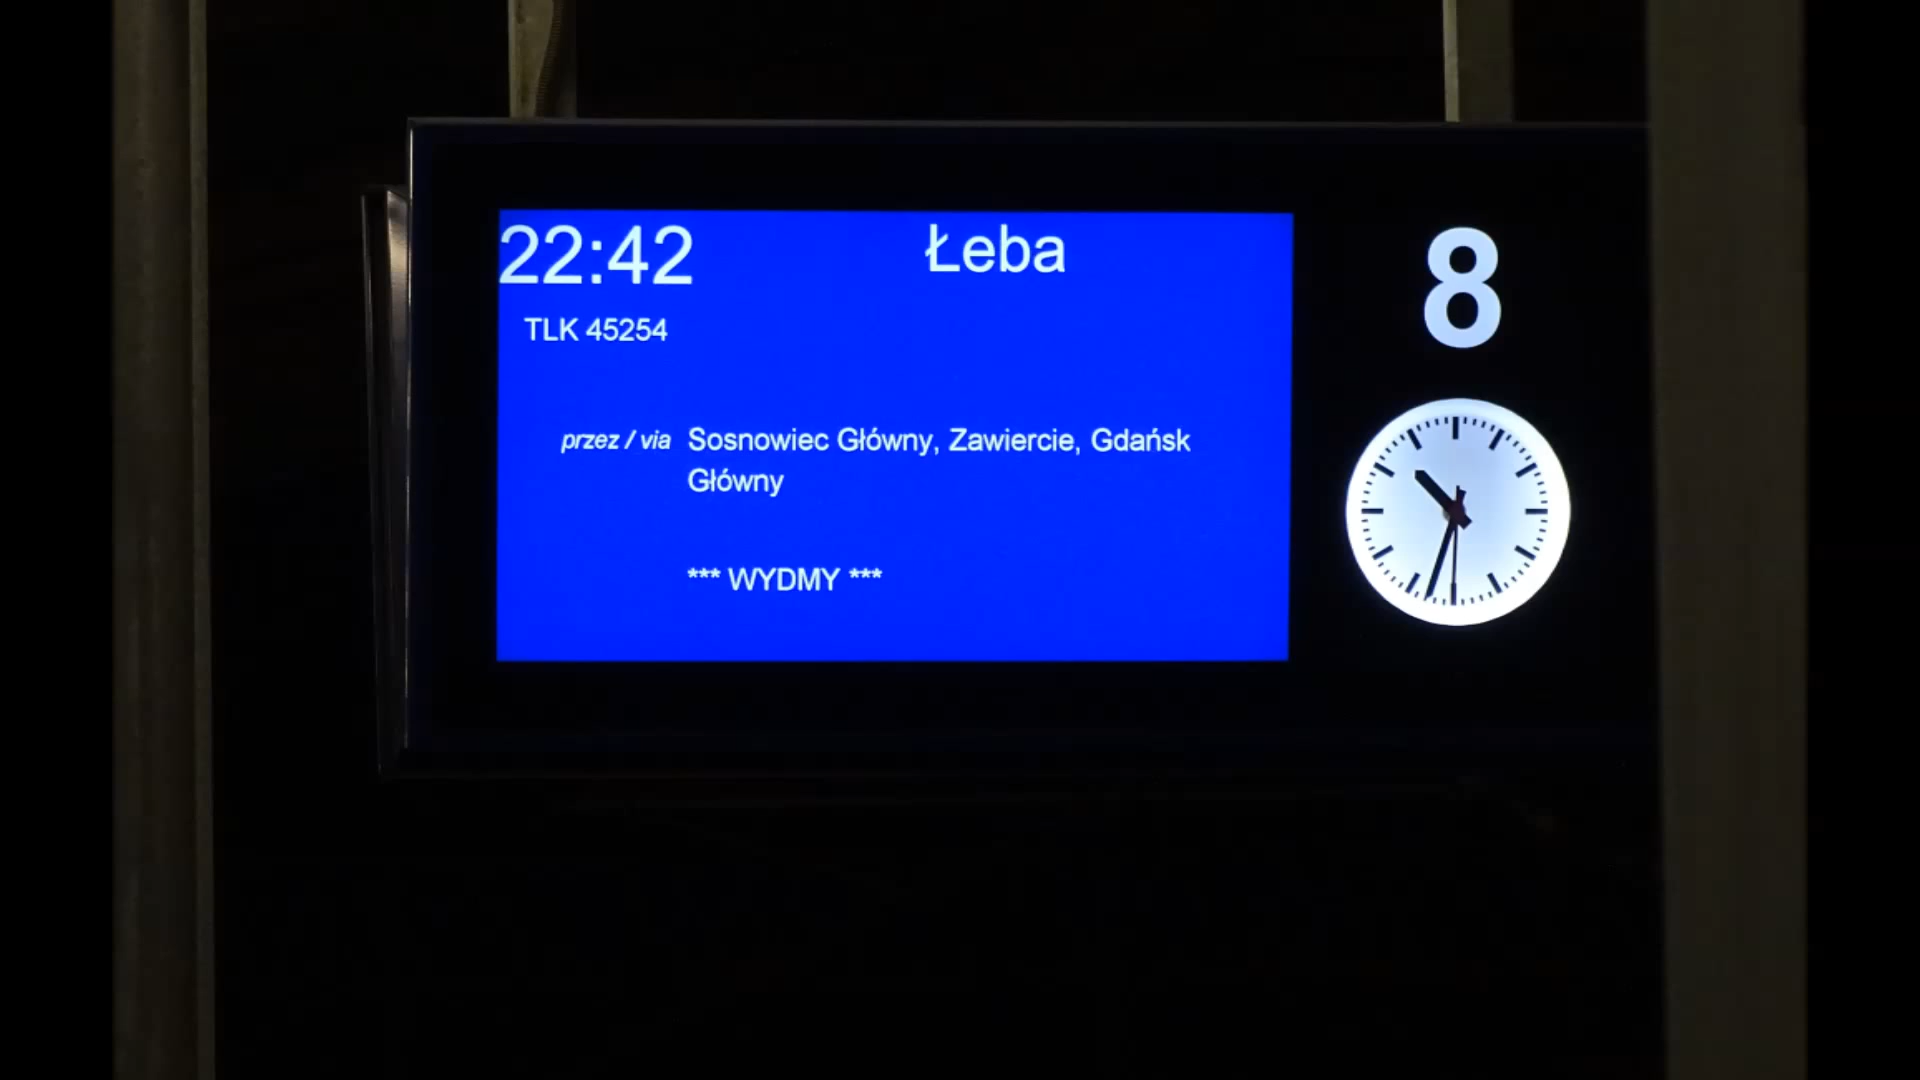 22:42 Łeba 8
TLK 45254
przez / via Sosnowiec Główny, Zawiercie, Gdańsk
Główny
*** WYDMY ***